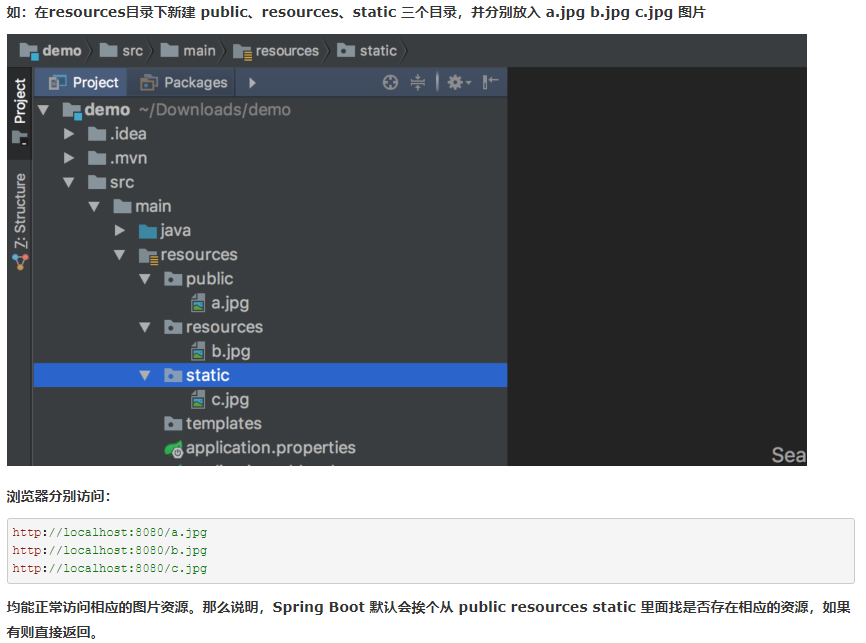 如：在resources目录下新建 public、resources、static 三个目录，并分别放入 a.jpg b.jpg c.jpg 图片
demo src main resources static
Project Packages
Project
Z: Structure
demo ~/Downloads/demo
.idea
.mvn
src
main
java
resources
public
a.jpg
resources
b.jpg
static
c.jpg
templates
application.properties
Sea
浏览器分别访问：
http://localhost:8080/a.jpg
http://localhost:8080/b.jpg
http://localhost:8080/c.jpg
均能正常访问相应的图片资源。那么说明，Spring Boot 默认会挨个从 public resources static 里面找是否存在相应的资源，如果
有则直接返回。